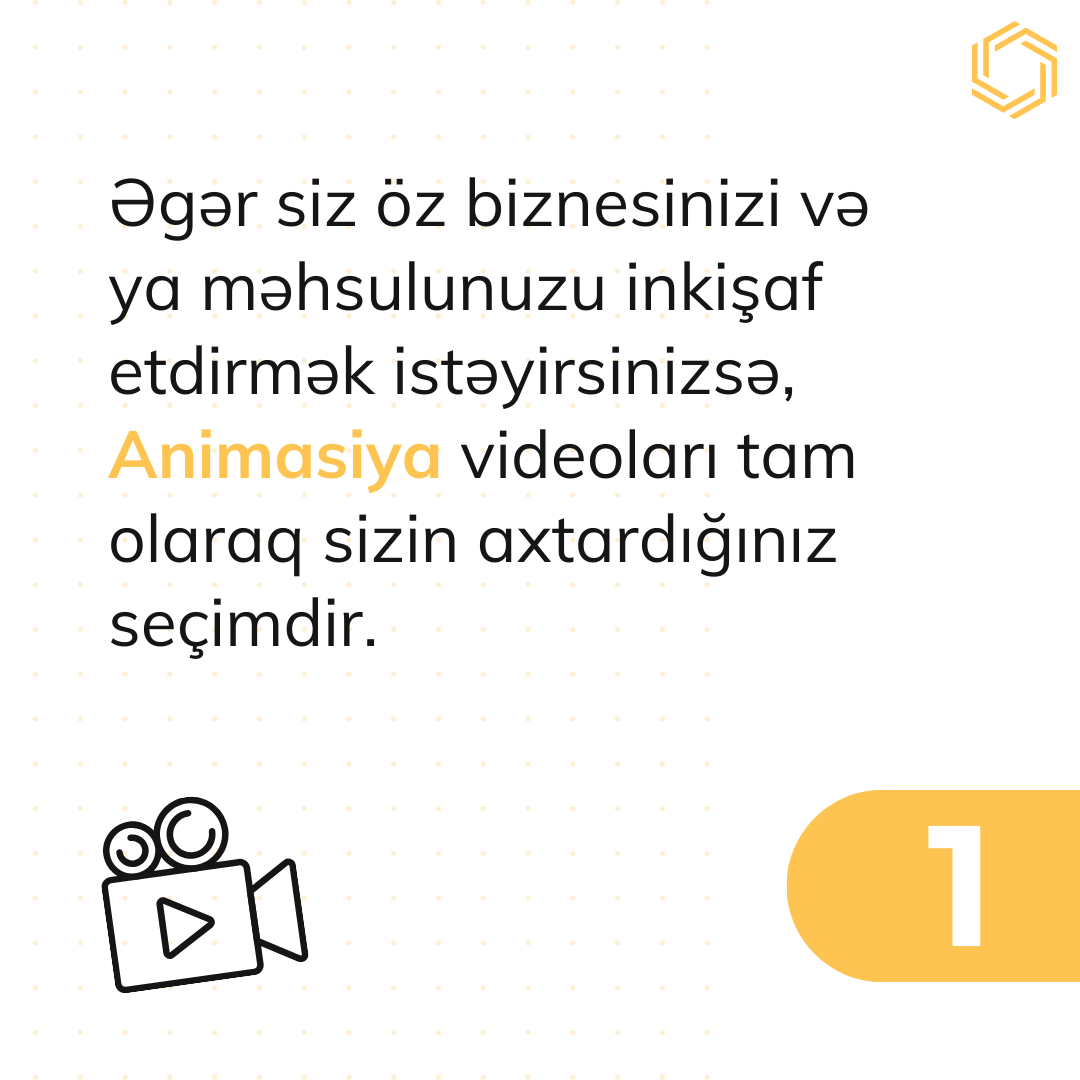 Əgər siz öz biznesinizi və
ya məhsulunuzu inkişaf
etdirmək istəyirsinizsə,
Animasiya videoları tam
olaraq sizin axtardığınız
seçimdir.
1